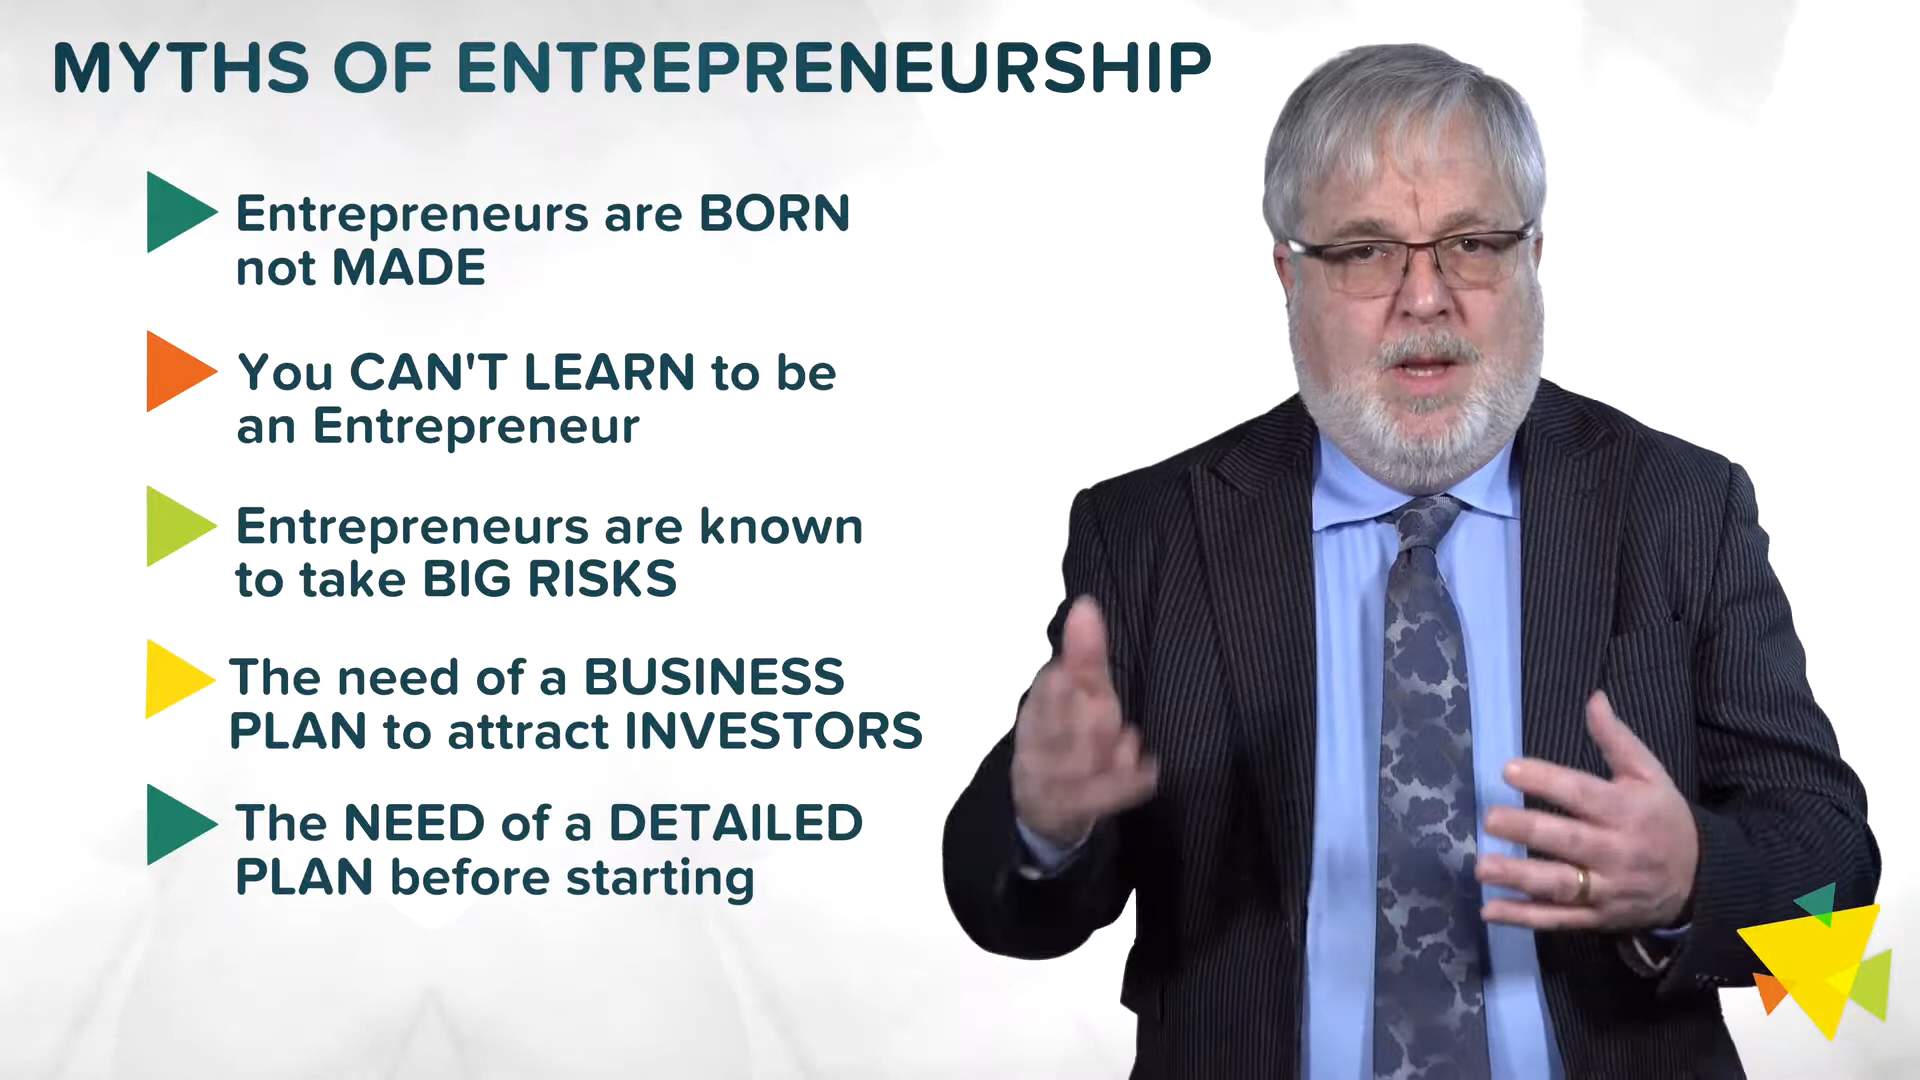 MYTHS OF ENTREPRENEURSHIP
Entrepreneurs are BORN
not MADE
You CAN'T LEARN to be
an Entrepreneur
Entrepreneurs are known
to take BIG RISKS
The need of a BUSINESS
PLAN to attract INVESTORS
The NEED of a DETAILED
PLAN before starting